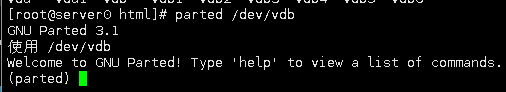 [root@server0 html]# parted /dev/vdb
GNU Parted 3.1
使用 /dev/vdb
Welcome to GNU Parted! Type 'help' to view a list of commands.
(parted)